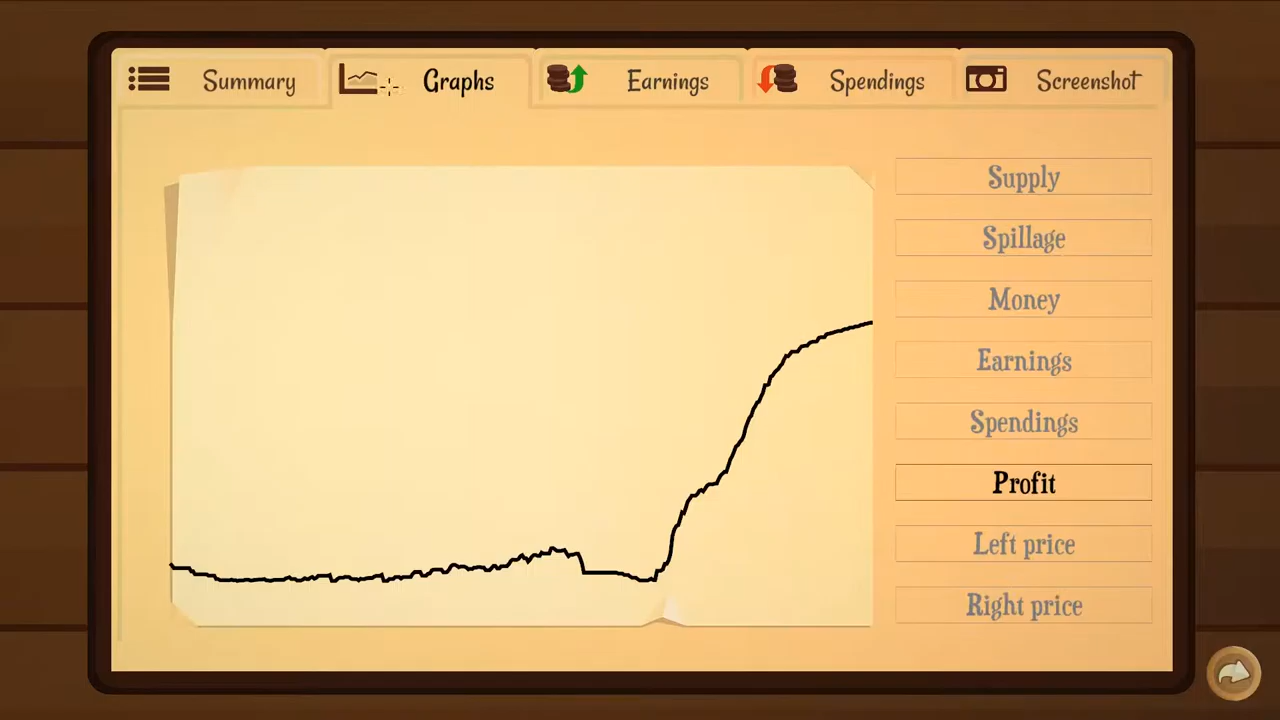 Summary
Graphs
Earnings
Spendings
Screenshot
Supply
Spillage
Money
Earnings
Spendings
Profit
Left price
Right price